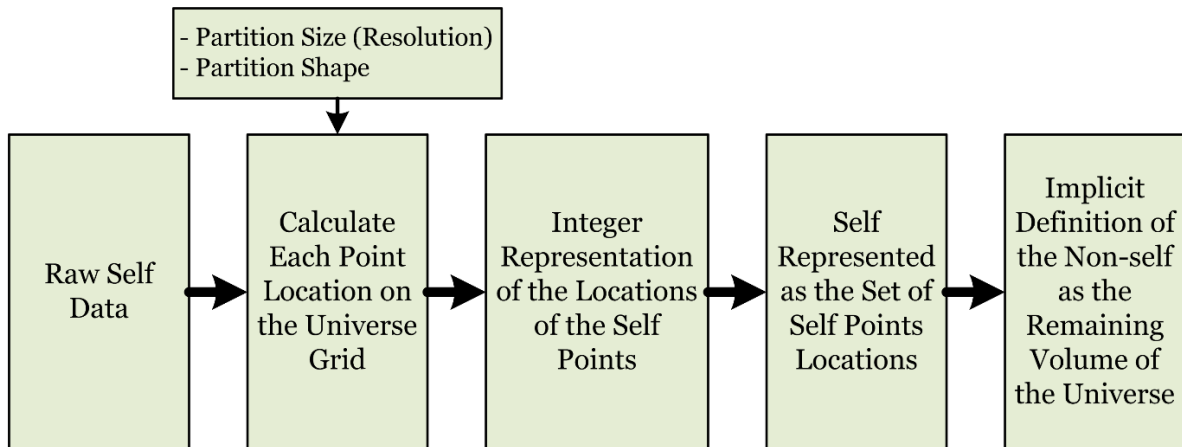 - Partition Size (Resolution)
- Partition Shape
Raw Self
Data
Calculate
Each Point
Location on
the Universe
Grid
Integer
Representation
of the Locations
of the Self
Points
Self
Represented
as the Set of
Self Points
Locations
Implicit
Definition of
the Non-self
as the
Remaining
Volume of
the Universe